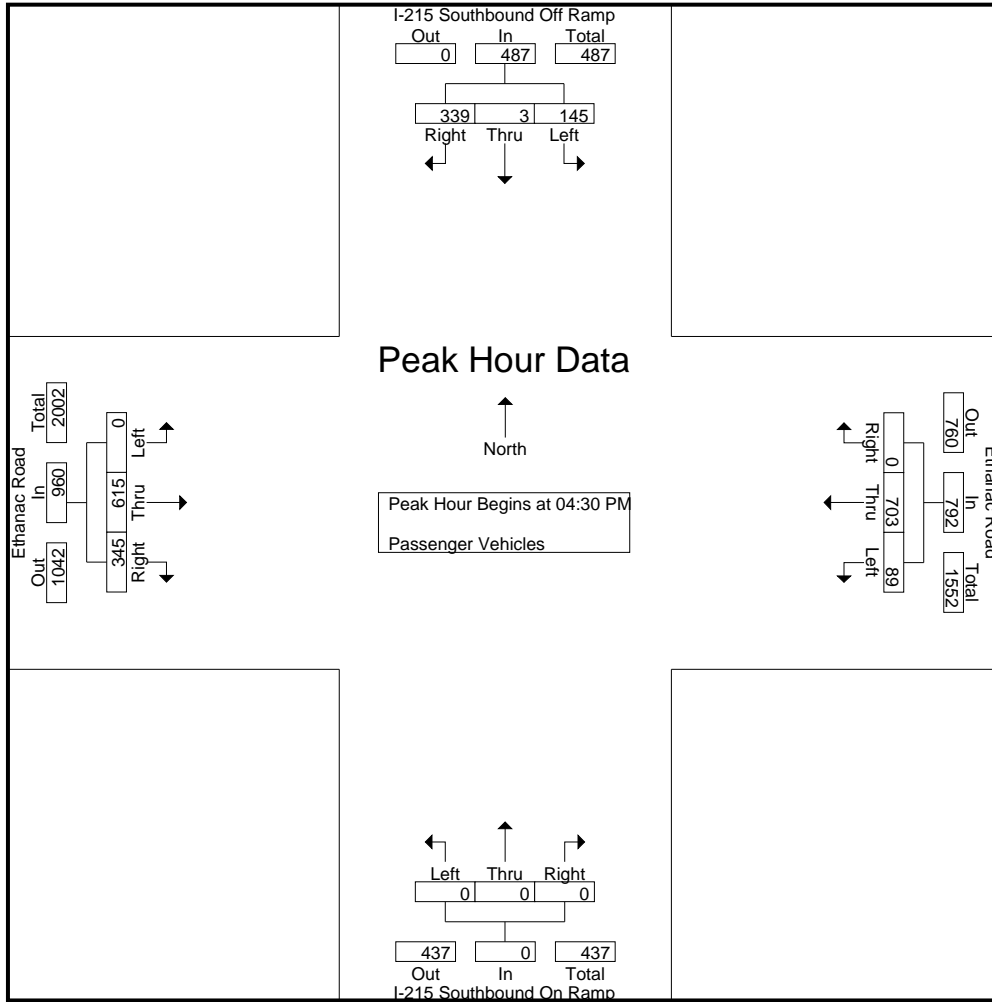 I-215 Southbound Off Ramp
Out In Total
0 487 487
339 3 145
Right Thru Left
Peak Hour Data
North
Peak Hour Begins at 04:30 PM
Passenger Vehicles
Ethanac Road
Out In Total
1042 960 2002
0 615 345
Left Thru Right
Ethanac Road
Out In Total
760 792 1552
0 703 89
Right Thru Left
Left Thru Right
0 0 0
437 0 437
Out In Total
I-215 Southbound On Ramp